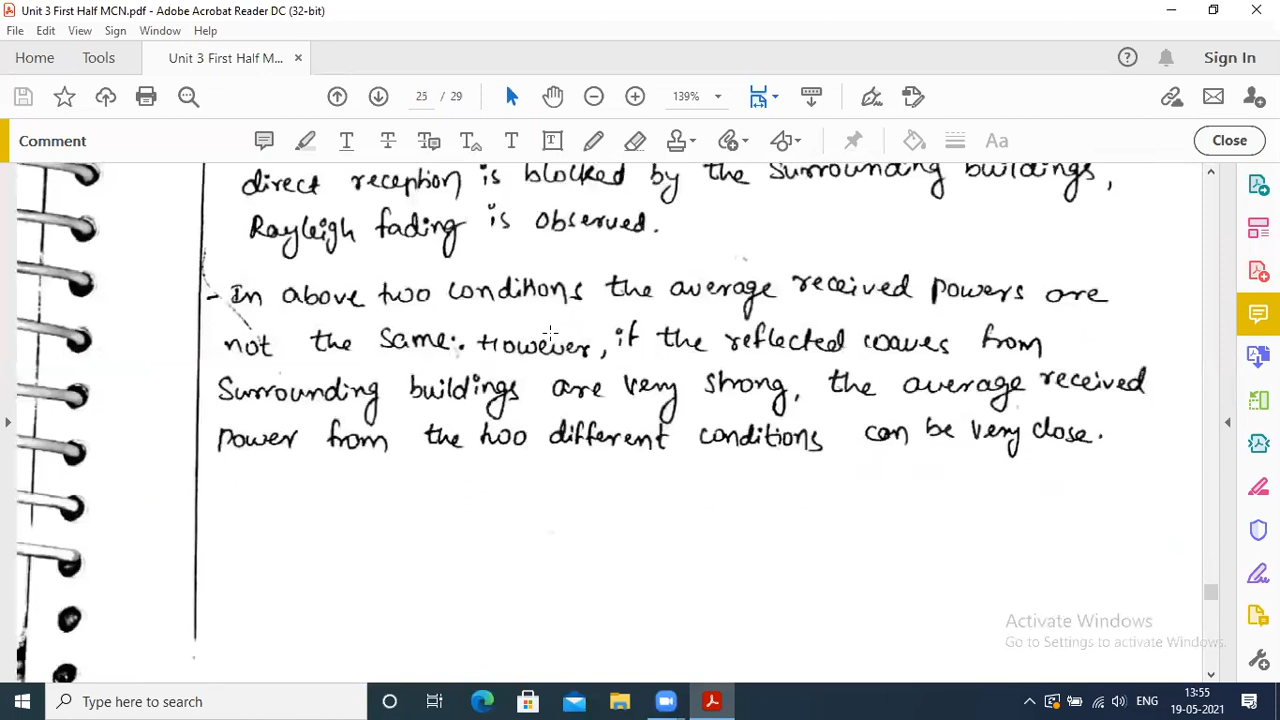 Unit 3 First Half MCN.pdf - Adobe Acrobat Reader DC (32-bit)
File Edit View Sign Window Help
Home Tools Unit 3 First Half M... × Sign In
25 / 29 139%
Comment Close
direct reception is blocked by the surrounding buildings,
Rayleigh fading is observed.
- In above two conditions the average received powers are
not the same. However, if the reflected waves from
surrounding buildings are very strong, the average received
power from the two different conditions can be very close.
Activate Windows
Go to Settings to activate Windows.
Type here to search
ENG
13:55
19-05-2021